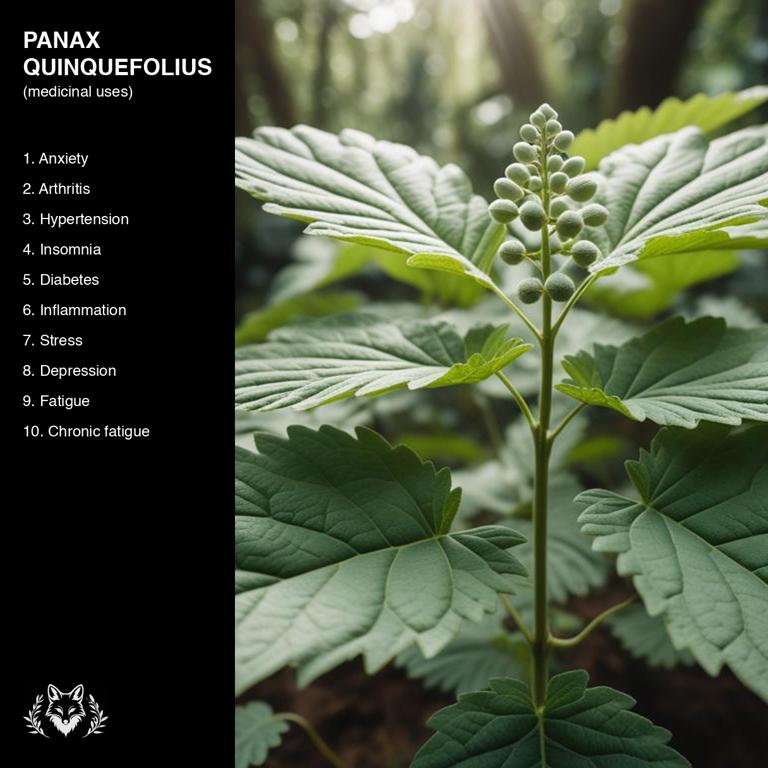 PANAX
QUINQUEFOLIUS
(medicinal uses)
1. Anxiety
2. Arthritis
3. Hypertension
4. Insomnia
5. Diabetes
6. Inflammation
7. Stress
8. Depression
9. Fatigue
10. Chronic fatigue